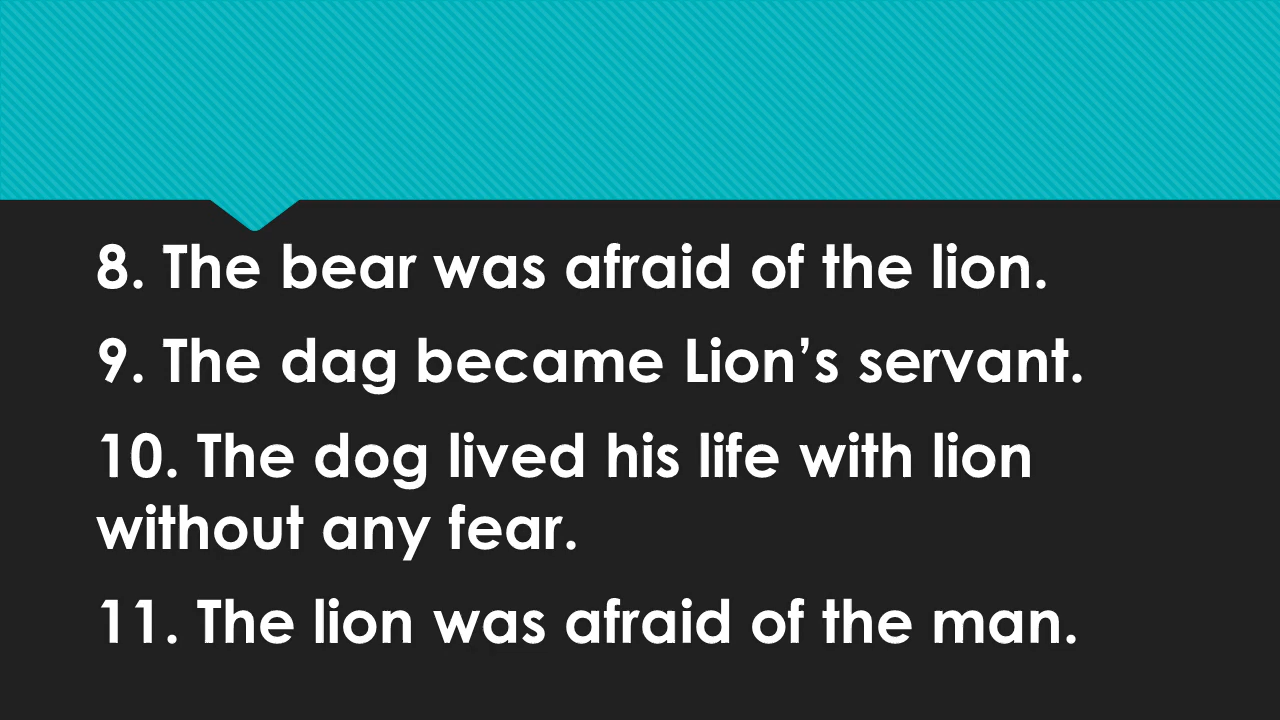 8. The bear was afraid of the lion.
9. The dag became Lion’s servant.
10. The dog lived his life with lion
without any fear.
11. The lion was afraid of the man.